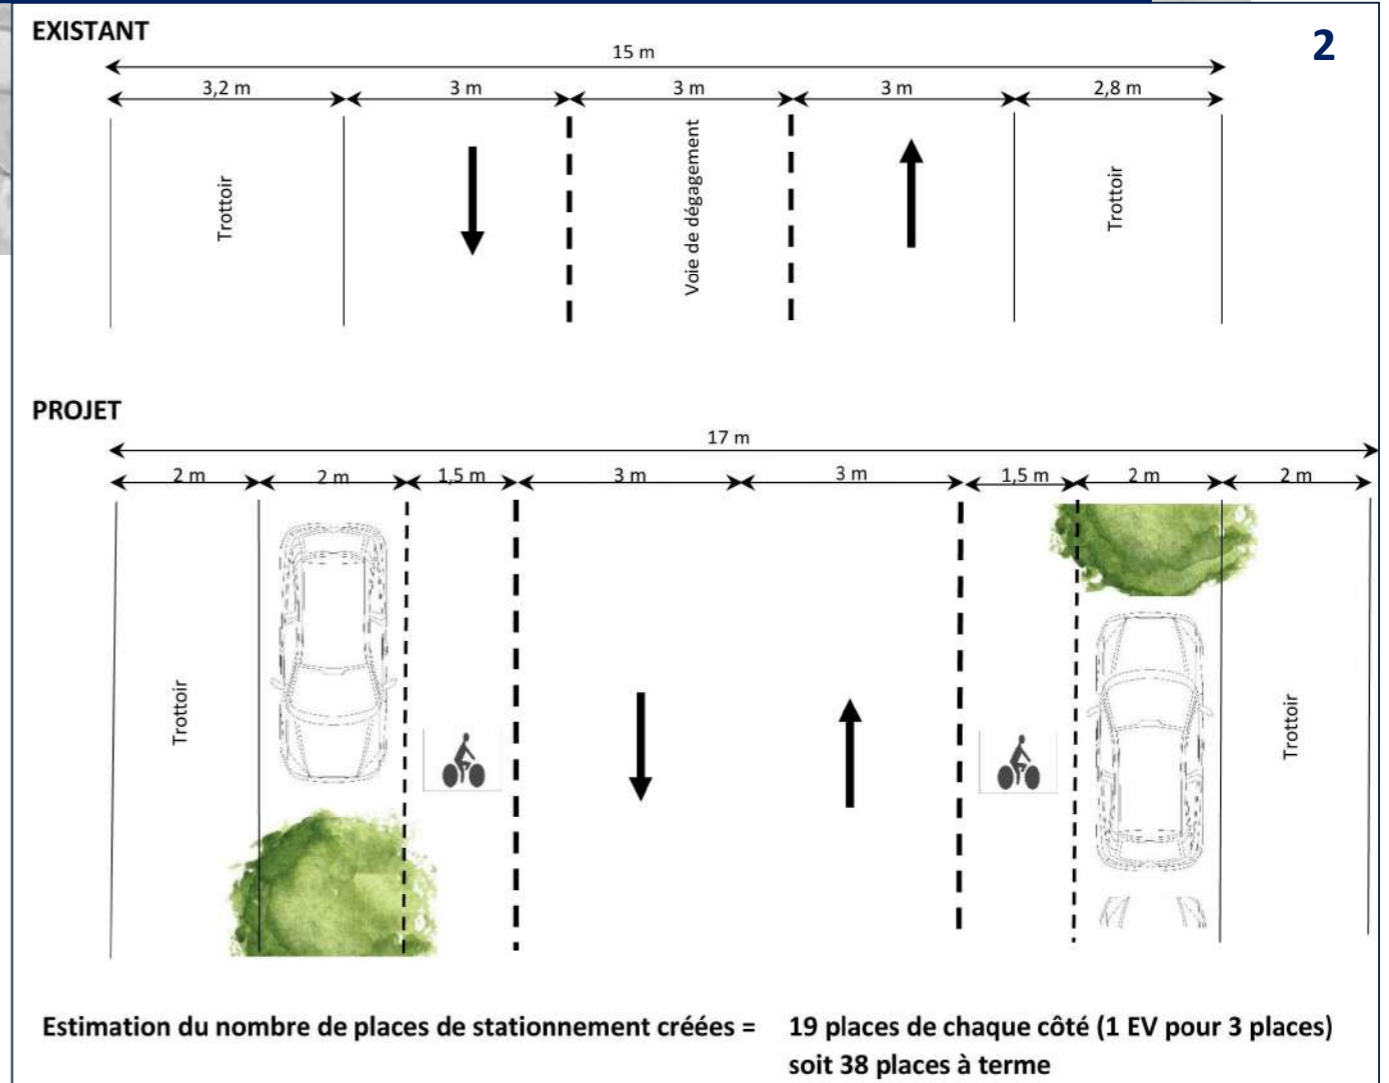 EXISTANT
2
15 m
3,2 m 3 m 3 m 3 m 2,8 m
Trottoir
Voie de dégagement
Trottoir
PROJET
17 m
2 m 2 m 1,5 m 3 m 3 m 1,5 m 2 m 2 m
Trottoir
Trottoir
Estimation du nombre de places de stationnement créées = 19 places de chaque côté (1 EV pour 3 places)
soit 38 places à terme